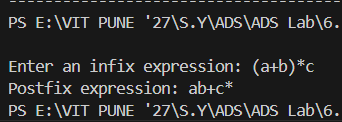 PS E:\VIT PUNE '27\S.Y\ADS\ADS Lab\6.
Enter an infix expression: (a+b)*c
Postfix expression: ab+c*
PS E:\VIT PUNE '27\S.Y\ADS\ADS Lab\6.